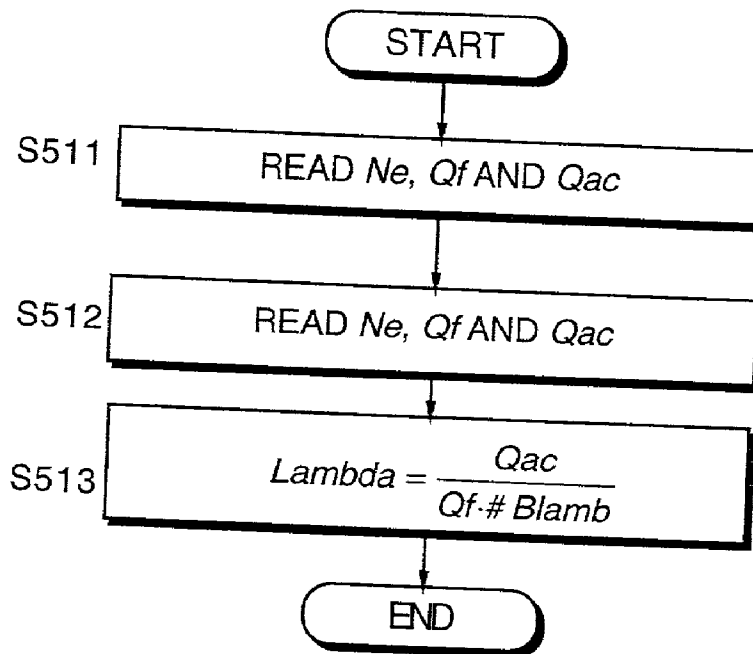 START
S511
READ Ne, Qf AND Qac
S512
READ Ne, Qf AND Qac
S513
Lambda = Qac / Qf·# Blamb
END